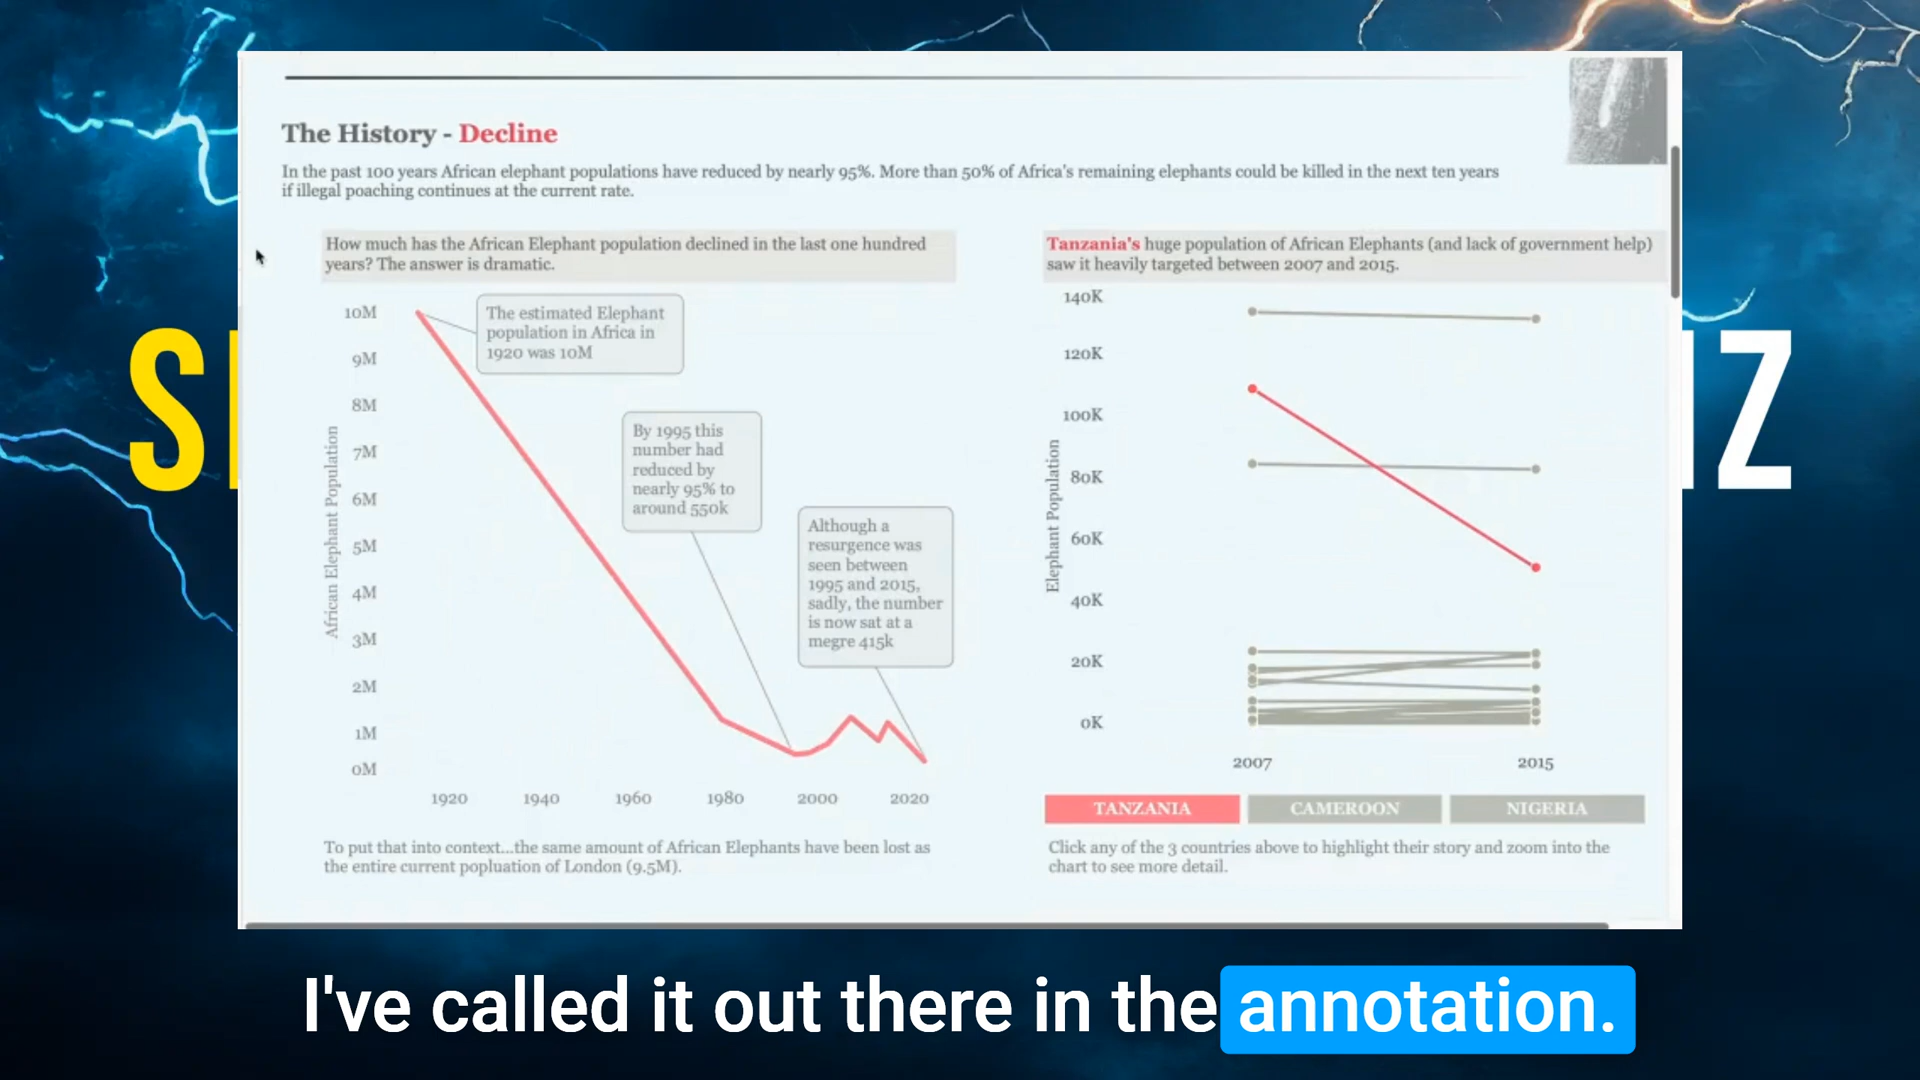 The History - Decline
In the past 100 years African elephant populations have reduced by nearly 95%. More than 50% of Africa's remaining elephants could be killed in the next ten years
if illegal poaching continues at the current rate.
How much has the African Elephant population declined in the last one hundred
years? The answer is dramatic.
10M
9M
8M
7M
6M
5M
4M
3M
2M
1M
0M
African Elephant Population
The estimated Elephant
population in Africa in
1920 was 10M
By 1995 this
number had
reduced by
nearly 95% to
around 550k
Although a
resurgence was
seen between
1995 and 2015,
sadly, the number
is now sat at a
megre 415k
1920 1940 1960 1980 2000 2020
To put that into context...the same amount of African Elephants have been lost as
the entire current popluation of London (9.5M).
Tanzania's huge population of African Elephants (and lack of government help)
saw it heavily targeted between 2007 and 2015.
140K
120K
100K
80K
60K
40K
20K
0K
Elephant Population
2007 2015
TANZANIA CAMEROON NIGERIA
Click any of the 3 countries above to highlight their story and zoom into the
chart to see more detail.
I've called it out there in the annotation.